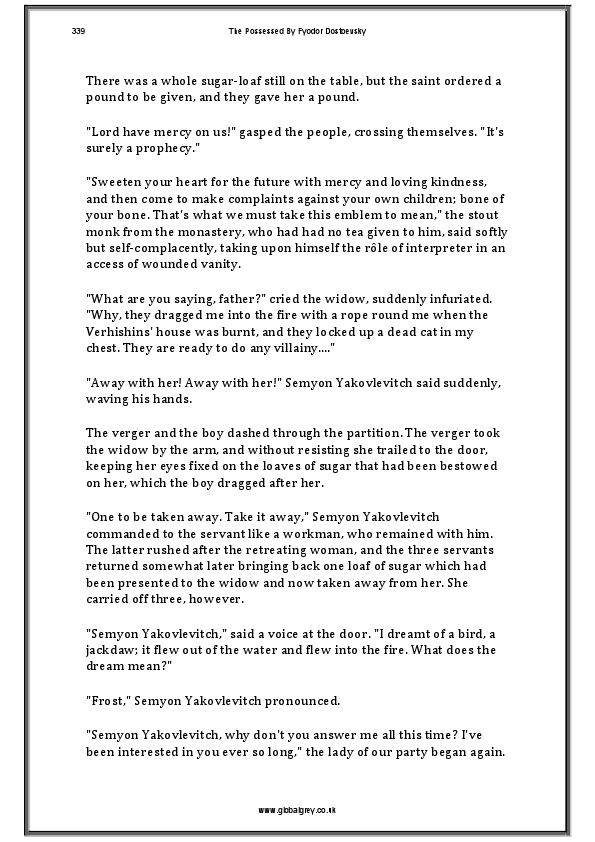 339 The Possessed By Fyodor Dostoevsky
There was a whole sugar-loaf still on the table, but the saint ordered a
pound to be given, and they gave her a pound.
"Lord have mercy on us!" gasped the people, crossing themselves. "It's
surely a prophecy."
"Sweeten your heart for the future with mercy and loving kindness,
and then come to make complaints against your own children; bone of
your bone. That's what we must take this emblem to mean," the stout
monk from the monastery, who had had no tea given to him, said softly
but self-complacently, taking upon himself the rôle of interpreter in an
access of wounded vanity.
"What are you saying, father?" cried the widow, suddenly infuriated.
"Why, they dragged me into the fire with a rope round me when the
Verhishins' house was burnt, and they locked up a dead cat in my
chest. They are ready to do any villainy...."
"Away with her! Away with her!" Semyon Yakovlevitch said suddenly,
waving his hands.
The verger and the boy dashed through the partition. The verger took
the widow by the arm, and without resisting she trailed to the door,
keeping her eyes fixed on the loaves of sugar that had been bestowed
on her, which the boy dragged after her.
"One to be taken away. Take it away," Semyon Yakovlevitch
commanded to the servant like a workman, who remained with him.
The latter rushed after the retreating woman, and the three servants
returned somewhat later bringing back one loaf of sugar which had
been presented to the widow and now taken away from her. She
carried off three, however.
"Semyon Yakovlevitch," said a voice at the door. "I dreamt of a bird, a
jackdaw; it flew out of the water and flew into the fire. What does the
dream mean?"
"Frost," Semyon Yakovlevitch pronounced.
"Semyon Yakovlevitch, why don't you answer me all this time? I've
been interested in you ever so long," the lady of our party began again.
www.globalgrey.co.uk